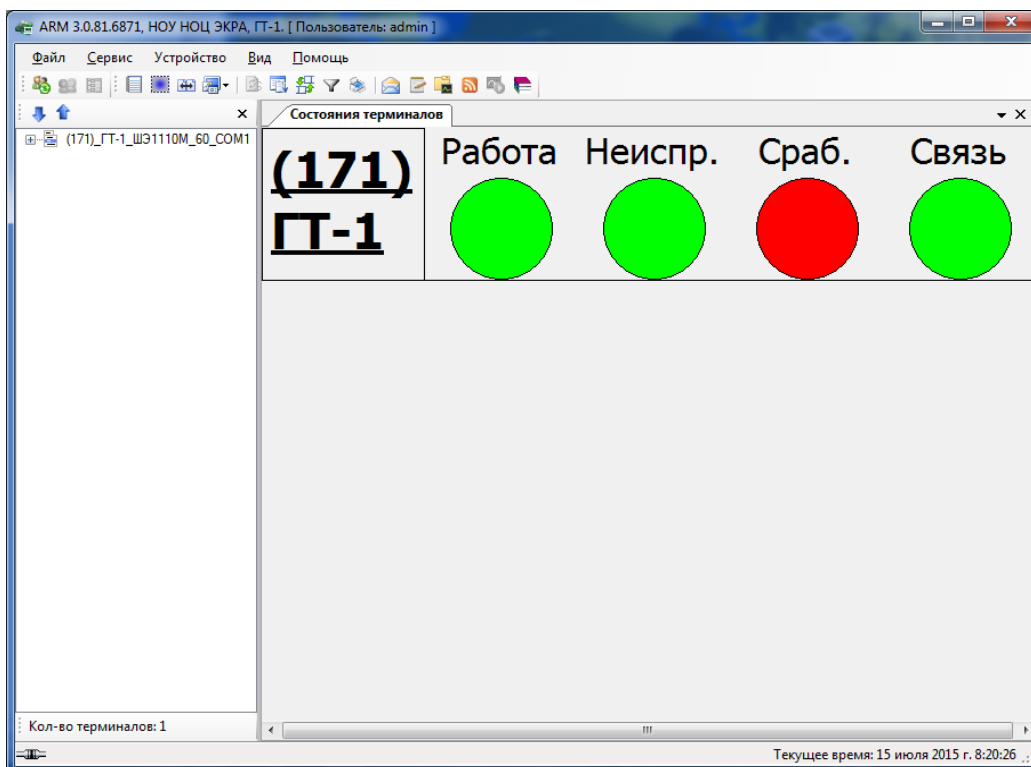 ARM 3.0.81.6871, НОУ НОЦ ЭКРА, ГТ-1. [ Пользователь: admin ]
Файл Сервис Устройство Вид Помощь
Состояния терминалов
(171)_ГТ-1_ШЭ1110М_60_COM1
(171)
ГТ-1
Работа Неиспр. Сраб. Связь
Кол-во терминалов: 1
Текущее время: 15 июля 2015 г. 8:20:26